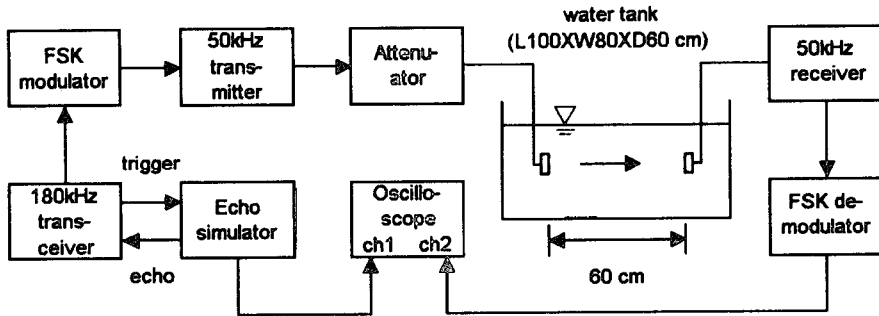 water tank
(L100XW80XD60 cm)
FSK
modulator
50kHz
trans-
mitter
Attenu-
ator
50kHz
receiver
trigger
180kHz
trans-
ceiver
Echo
simulator
echo
Oscillo-
scope
ch1 ch2
60 cm
FSK de-
modulator